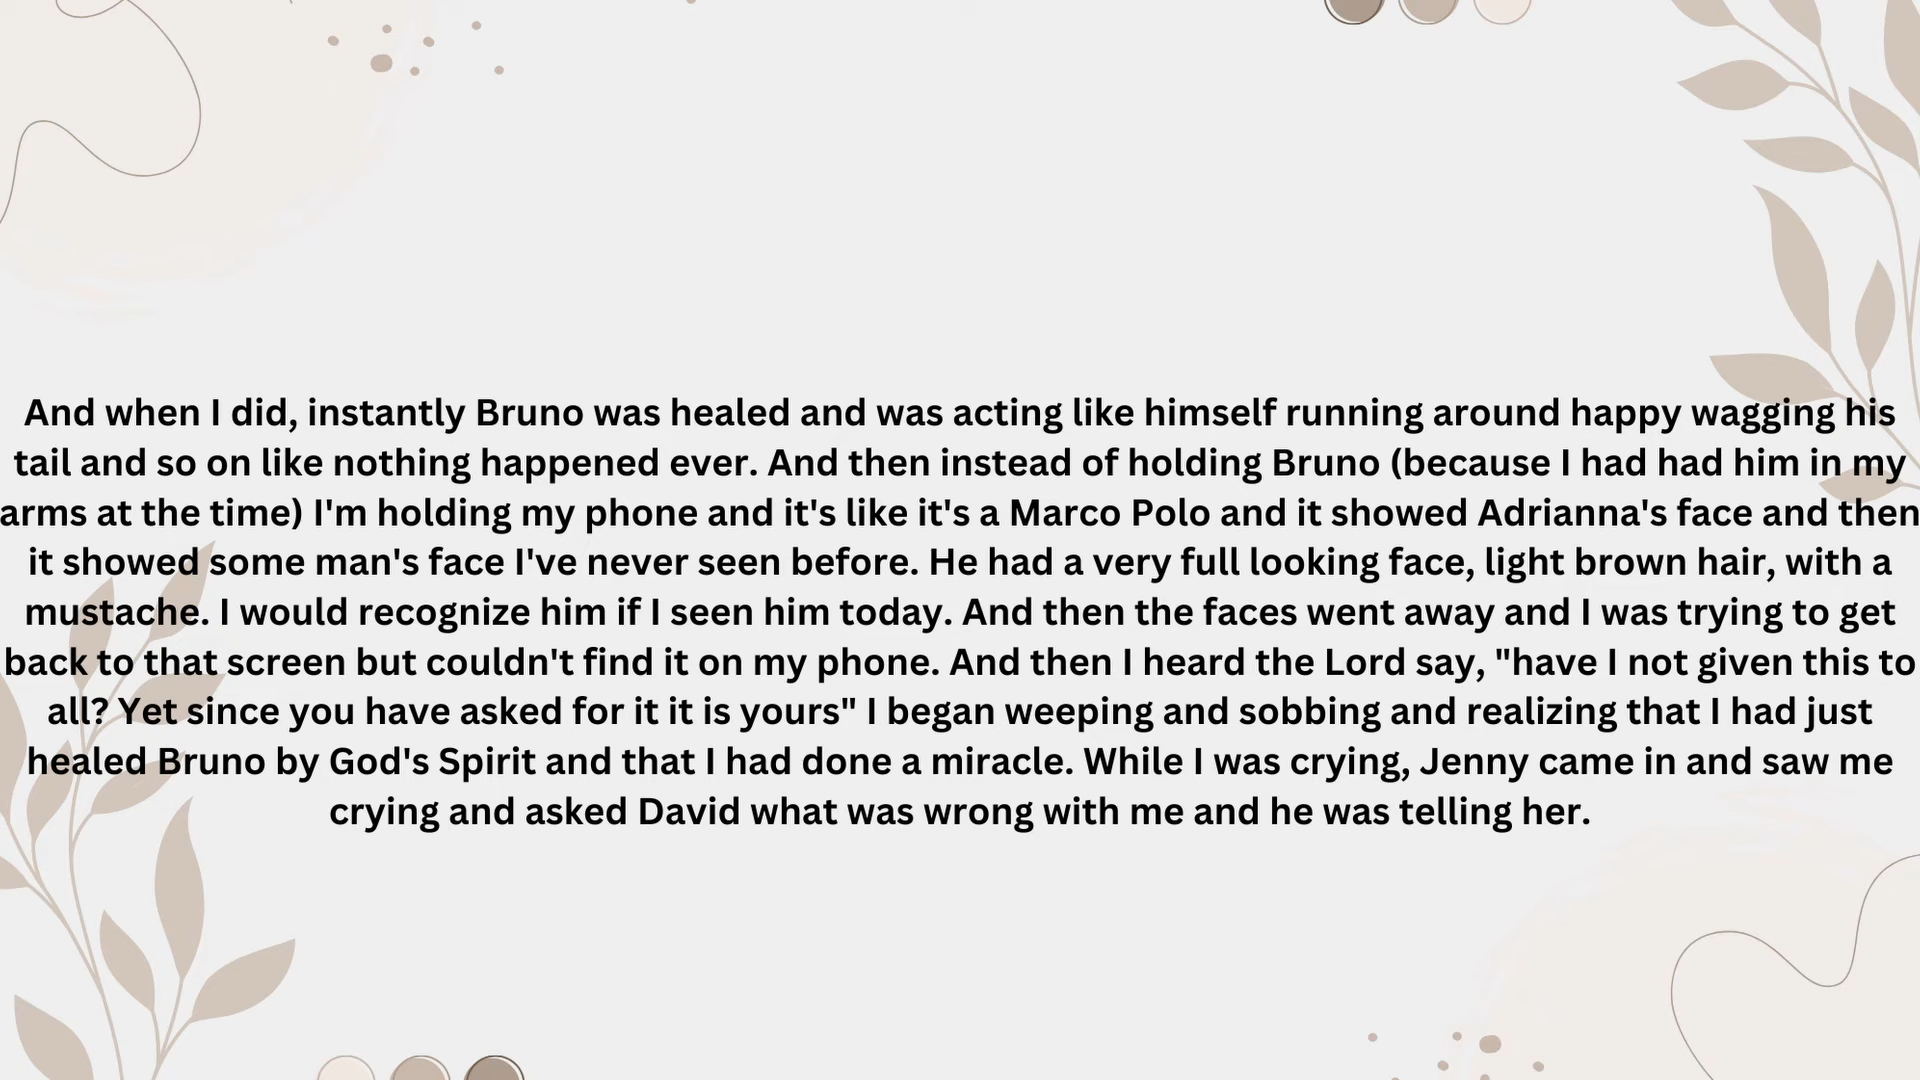 And when I did, instantly Bruno was healed and was acting like himself running around happy wagging his
tail and so on like nothing happened ever. And then instead of holding Bruno (because I had had him in my
arms at the time) I'm holding my phone and it's like it's a Marco Polo and it showed Adrianna's face and then
it showed some man's face I've never seen before. He had a very full looking face, light brown hair, with a
mustache. I would recognize him if I seen him today. And then the faces went away and I was trying to get
back to that screen but couldn't find it on my phone. And then I heard the Lord say, "have I not given this to
all? Yet since you have asked for it it is yours" I began weeping and sobbing and realizing that I had just
healed Bruno by God's Spirit and that I had done a miracle. While I was crying, Jenny came in and saw me
crying and asked David what was wrong with me and he was telling her.